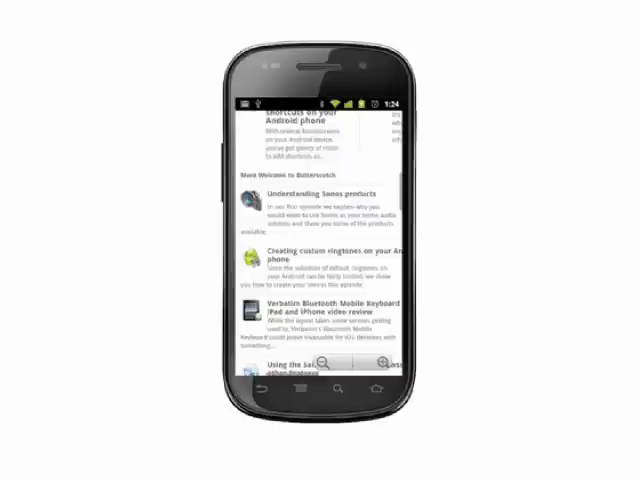 1:24
shortcuts on your
Android phone
With several homescreens
on your Android device,
you've got plenty of room
to add shortcuts as...
More Welcome to Butterscotch
Understanding Sonos products
In our first episode we explain why you
would want to use Sonos as your home audio
solution and show you some of the products
available.
Creating custom ringtones on your An
phone
Since the selection of default ringtones on
your Android can be fairly limited, we show
you how to create your own in this episode.
Verbatim Bluetooth Mobile Keyboard
iPad and iPhone video review
While the layout takes some serious getting
used to, Verbatim's Bluetooth Mobile
Keyboard could prove invaluable for iOS devices with
something...
Using the